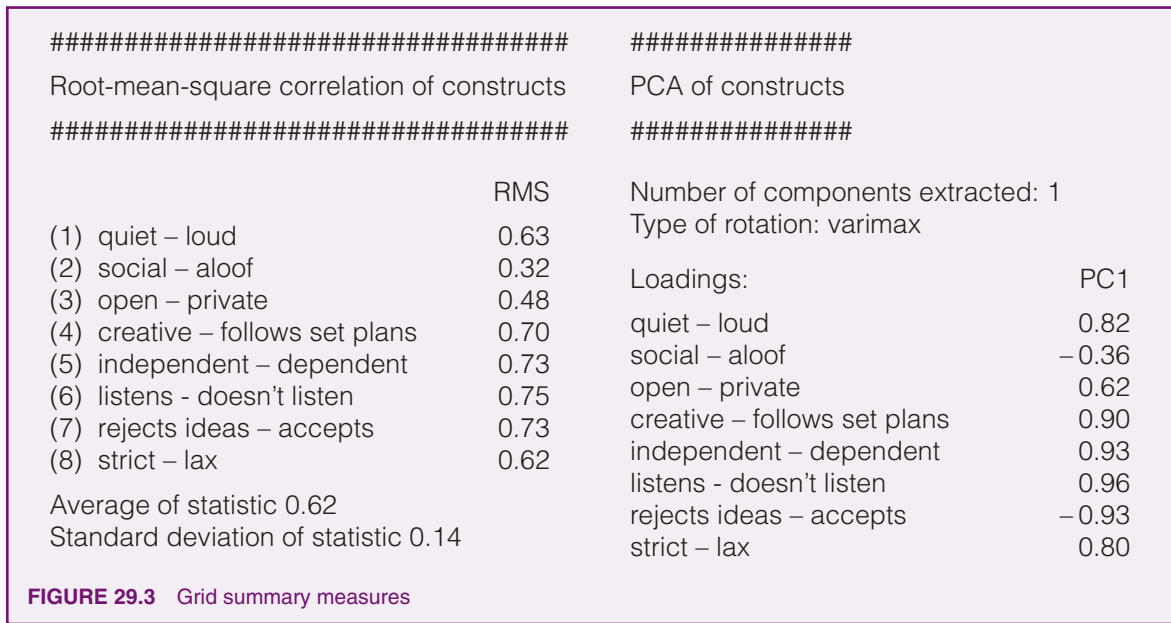 ###################################
Root-mean-square correlation of constructs
###################################
RMS
(1) quiet – loud 0.63
(2) social – aloof 0.32
(3) open – private 0.48
(4) creative – follows set plans 0.70
(5) independent – dependent 0.73
(6) listens - doesn’t listen 0.75
(7) rejects ideas – accepts 0.73
(8) strict – lax 0.62
Average of statistic 0.62
Standard deviation of statistic 0.14
###############
PCA of constructs
###############
Number of components extracted: 1
Type of rotation: varimax
Loadings: PC1
quiet – loud 0.82
social – aloof – 0.36
open – private 0.62
creative – follows set plans 0.90
independent – dependent 0.93
listens - doesn’t listen 0.96
rejects ideas – accepts – 0.93
strict – lax 0.80
FIGURE 29.3 Grid summary measures